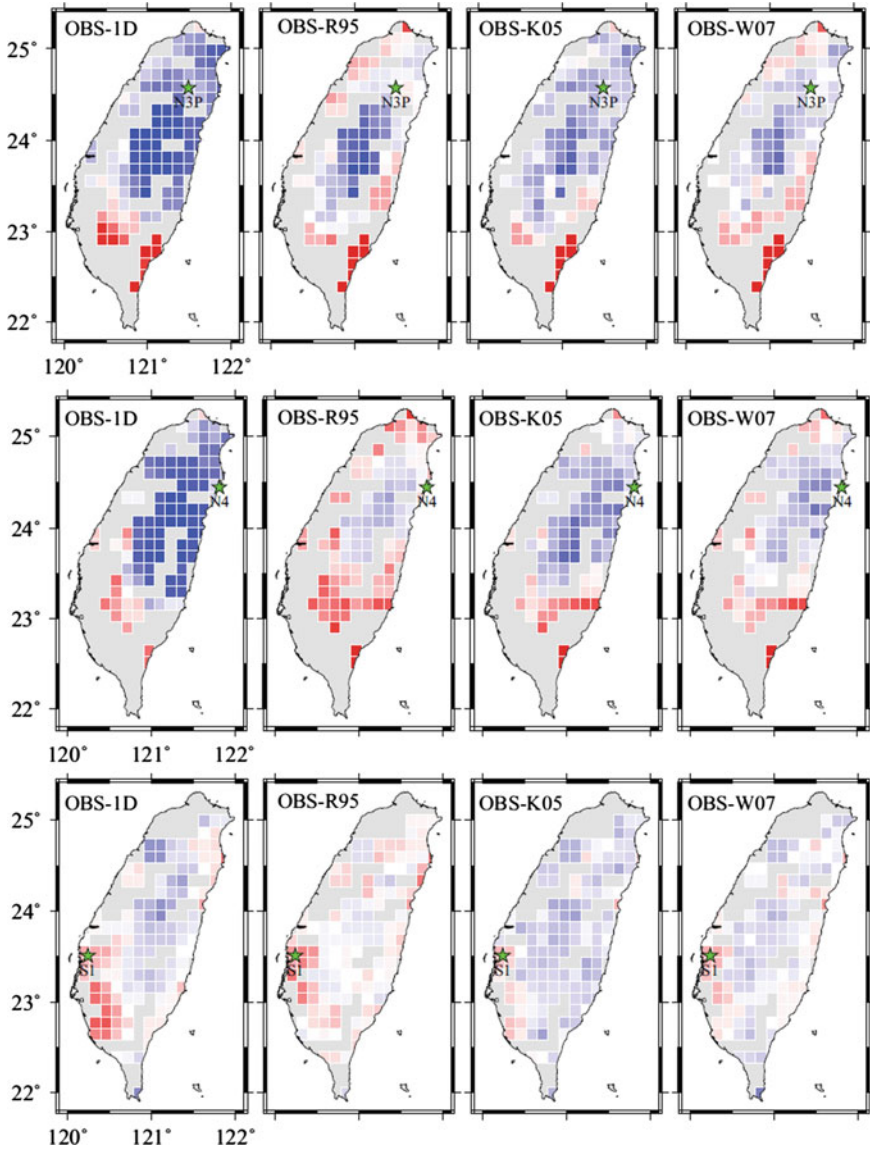 OBS-1D OBS-R95 OBS-K05 OBS-W07
25°
N3P N3P N3P N3P
24°
23°
22°
120° 121° 122°
OBS-1D OBS-R95 OBS-K05 OBS-W07
25°
N4 N4 N4 N4
24°
23°
22°
120° 121° 122°
OBS-1D OBS-R95 OBS-K05 OBS-W07
25°
24°
S1 S1 S1 S1
23°
22°
120° 121° 122°